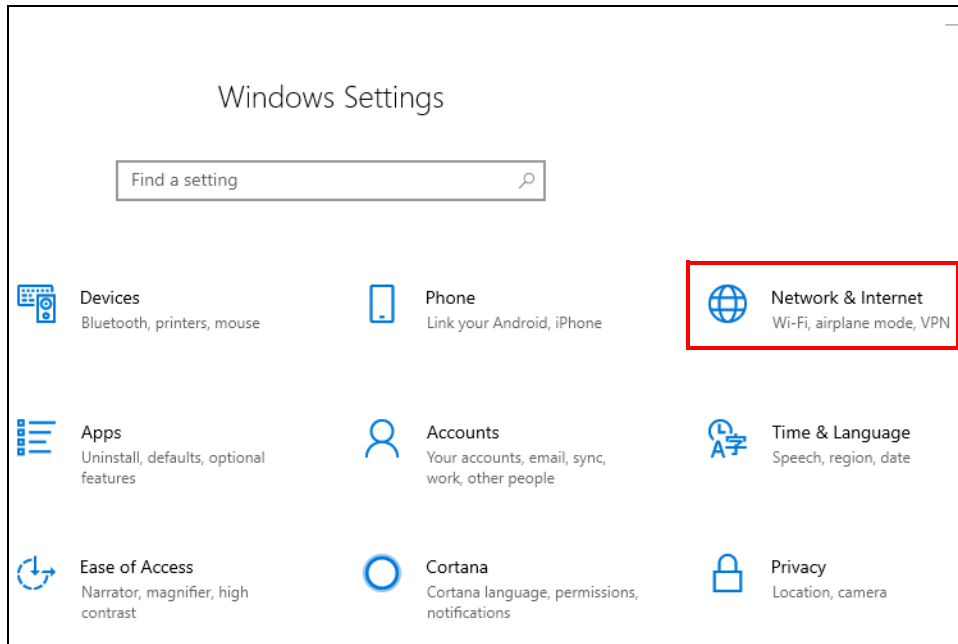 Windows Settings
Find a setting
Devices
Bluetooth, printers, mouse
Phone
Link your Android, iPhone
Network & Internet
Wi-Fi, airplane mode, VPN
Apps
Uninstall, defaults, optional
features
Accounts
Your accounts, email, sync,
work, other people
A字
Time & Language
Speech, region, date
Ease of Access
Narrator, magnifier, high
contrast
Cortana
Cortana language, permissions,
notifications
Privacy
Location, camera